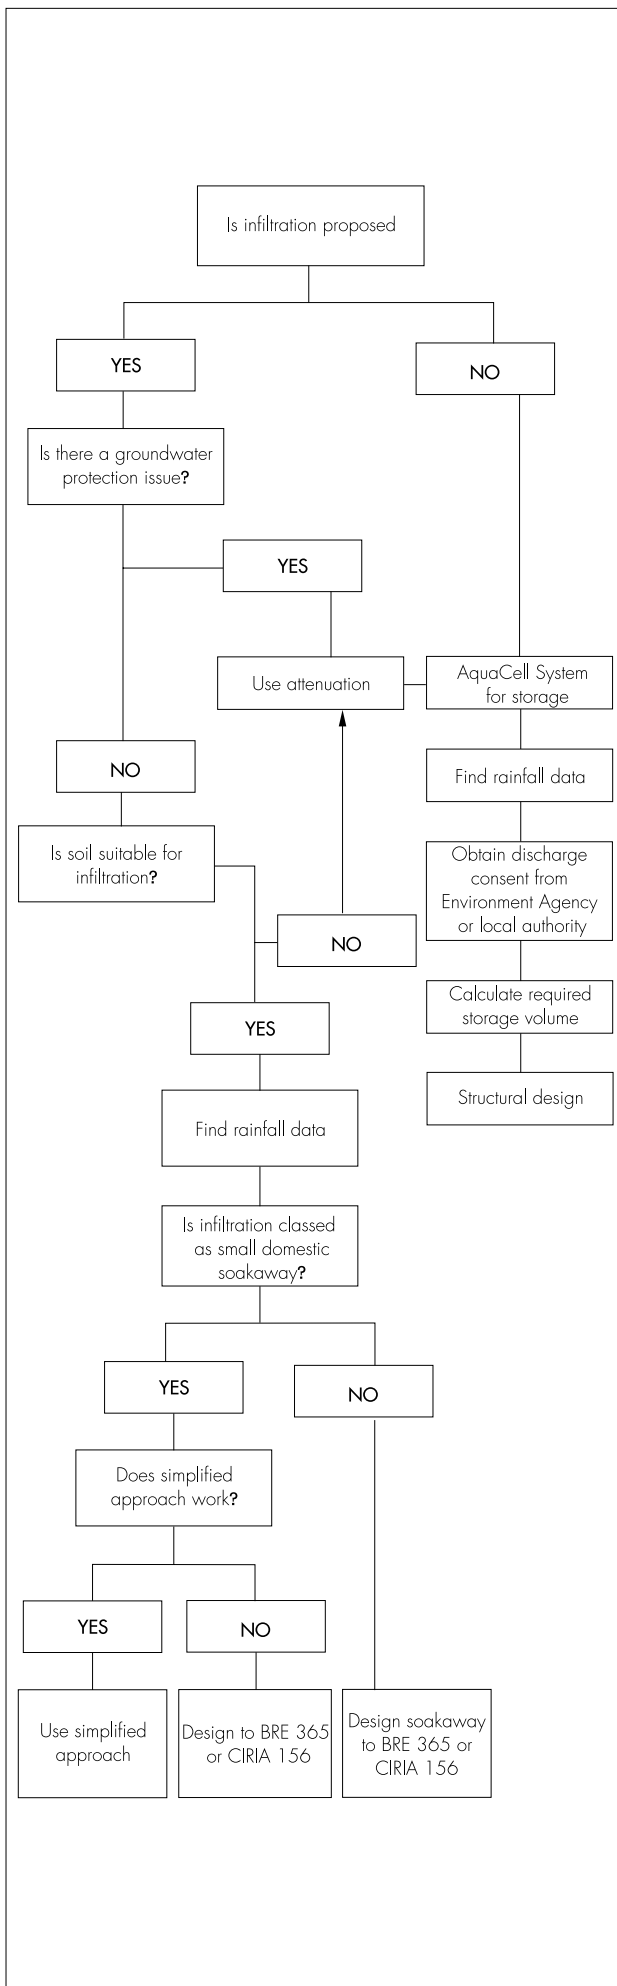 Is infiltration proposed
YES
NO
Is there a groundwater
protection issue?
YES
Use attenuation
AquaCell System
for storage
NO
Find rainfall data
Is soil suitable for
infiltration?
Obtain discharge
consent from
Environment Agency
or local authority
NO
Calculate required
storage volume
YES
Structural design
Find rainfall data
Is infiltration classed
as small domestic
soakaway?
YES
NO
Does simplified
approach work?
YES
NO
Use simplified
approach
Design to BRE 365
or CIRIA 156
Design soakaway
to BRE 365 or
CIRIA 156